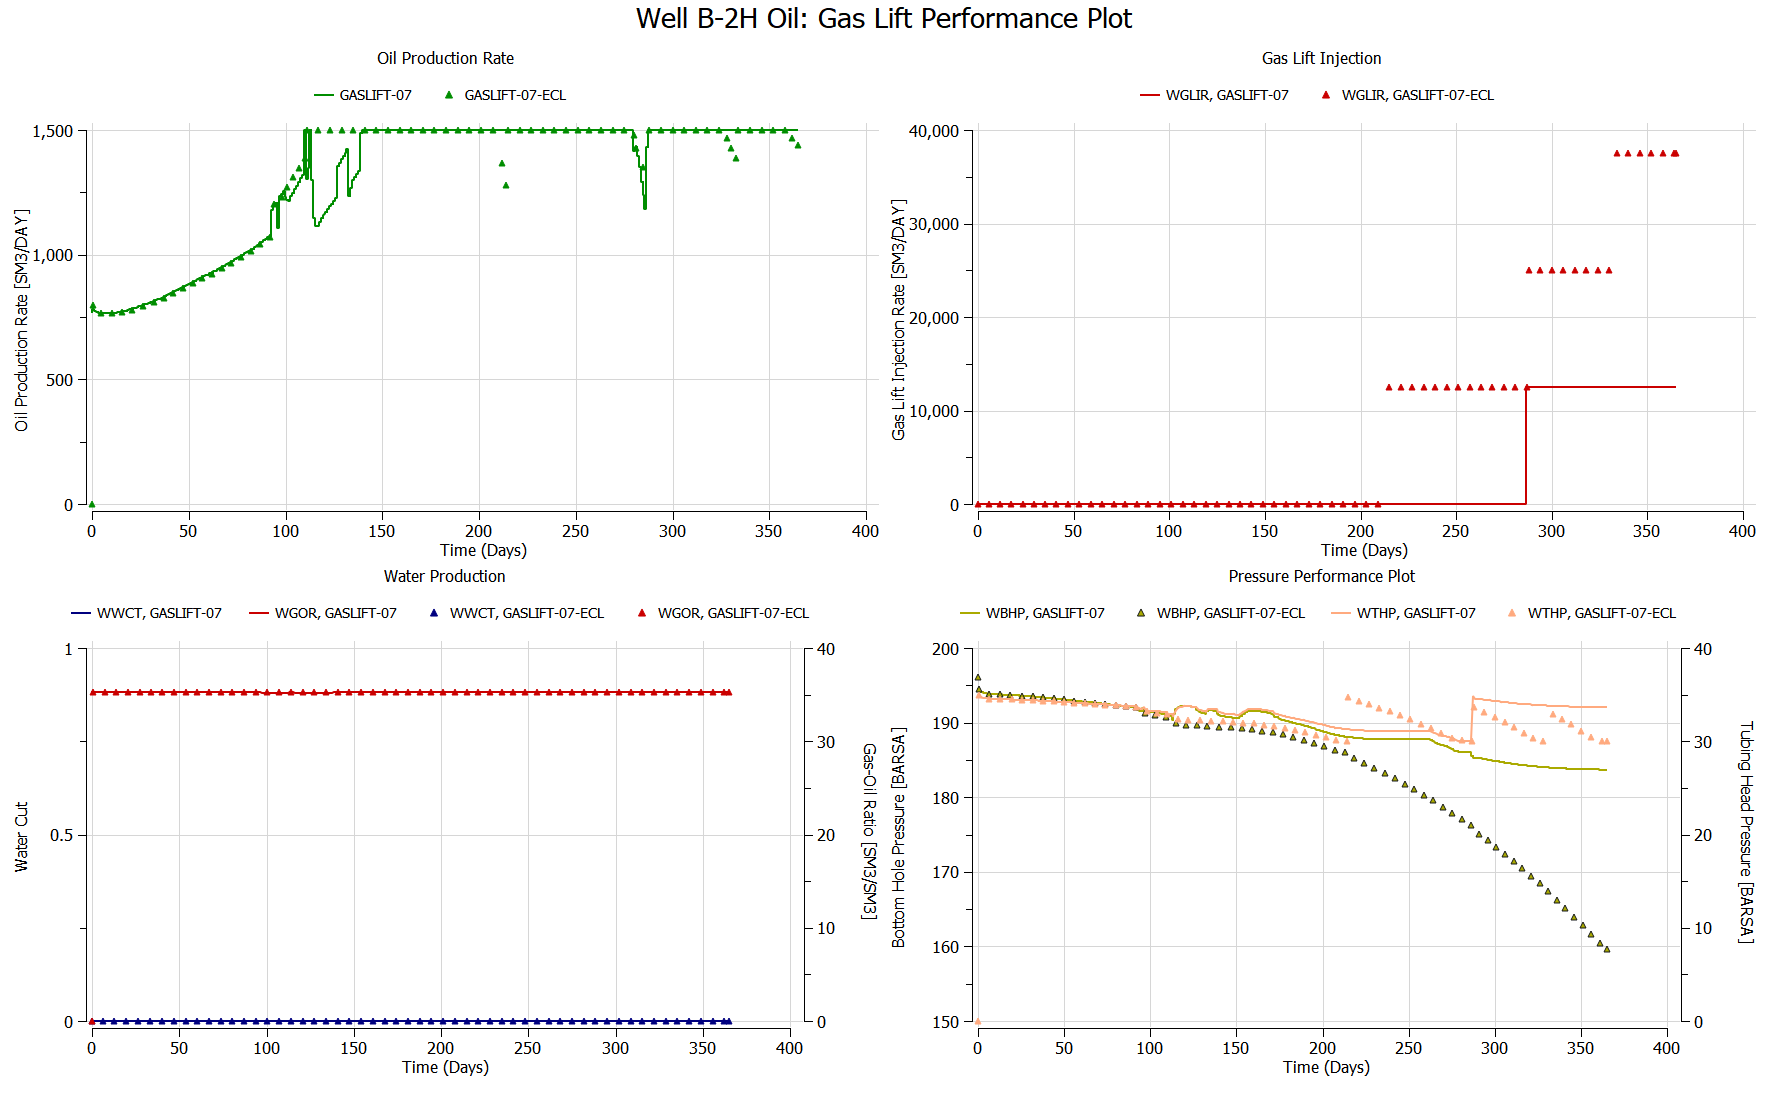 Well B-2H Oil: Gas Lift Performance Plot
Oil Production Rate
GASLIFT-07 GASLIFT-07-ECL
1,500
1,000
500
0
Oil Production Rate [SM3/DAY]
0 50 100 150 200 250 300 350 400
Time (Days)
Gas Lift Injection
WGLIR, GASLIFT-07 WGLIR, GASLIFT-07-ECL
40,000
30,000
20,000
10,000
0
Gas Lift Injection Rate [SM3/DAY]
0 50 100 150 200 250 300 350 400
Time (Days)
Water Production
WWCT, GASLIFT-07 WGOR, GASLIFT-07 WWCT, GASLIFT-07-ECL WGOR, GASLIFT-07-ECL
1
0.5
0
Water Cut
40
30
20
10
0
Gas-Oil Ratio [SM3/SM3]
0 50 100 150 200 250 300 350 400
Time (Days)
Pressure Performance Plot
WBHP, GASLIFT-07 WBHP, GASLIFT-07-ECL WTHP, GASLIFT-07 WTHP, GASLIFT-07-ECL
200
190
180
170
160
150
Bottom Hole Pressure [BARSA]
40
30
20
10
0
Tubing Head Pressure [BARSA]
0 50 100 150 200 250 300 350 400
Time (Days)